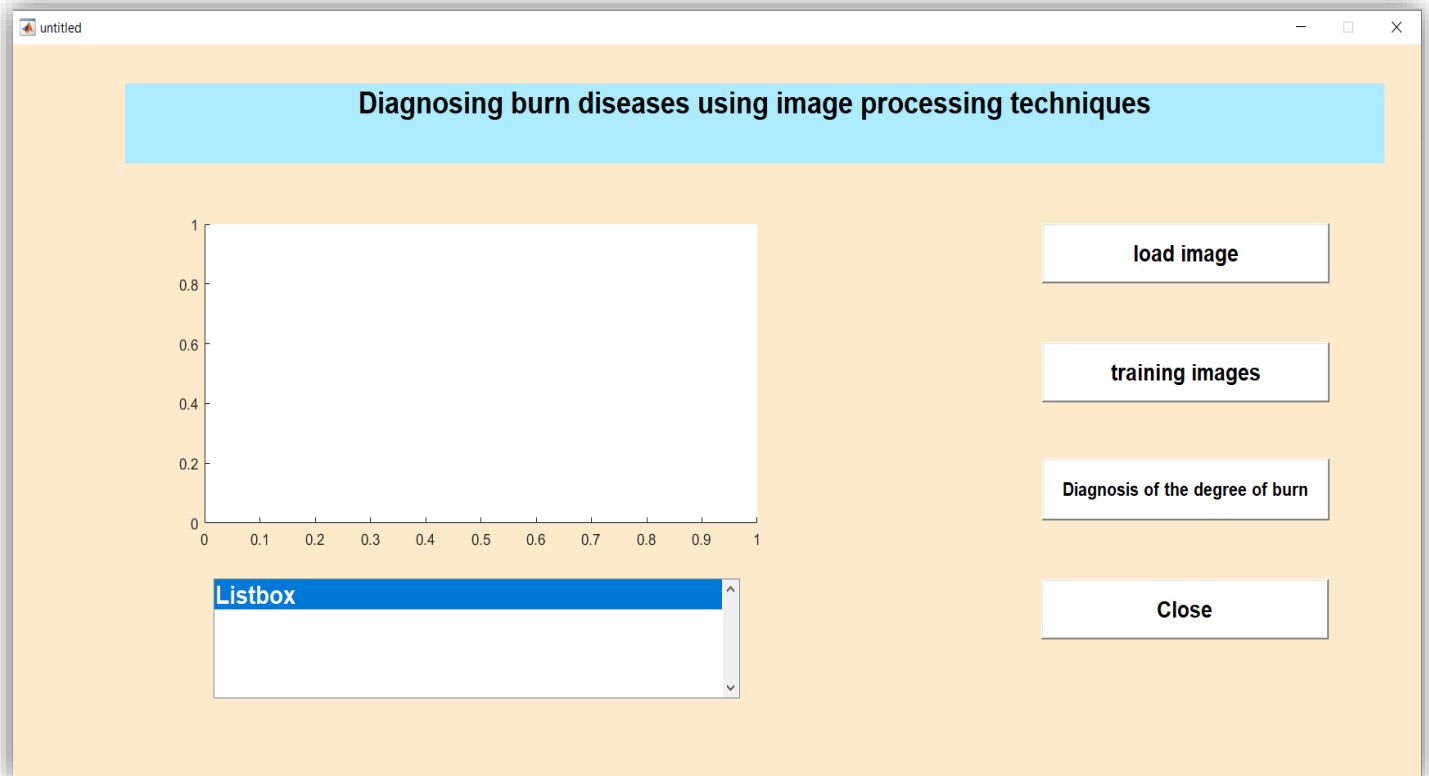 untitled
Diagnosing burn diseases using image processing techniques
1
0.8
0.6
0.4
0.2
0
0 0.1 0.2 0.3 0.4 0.5 0.6 0.7 0.8 0.9 1
Listbox
load image
training images
Diagnosis of the degree of burn
Close